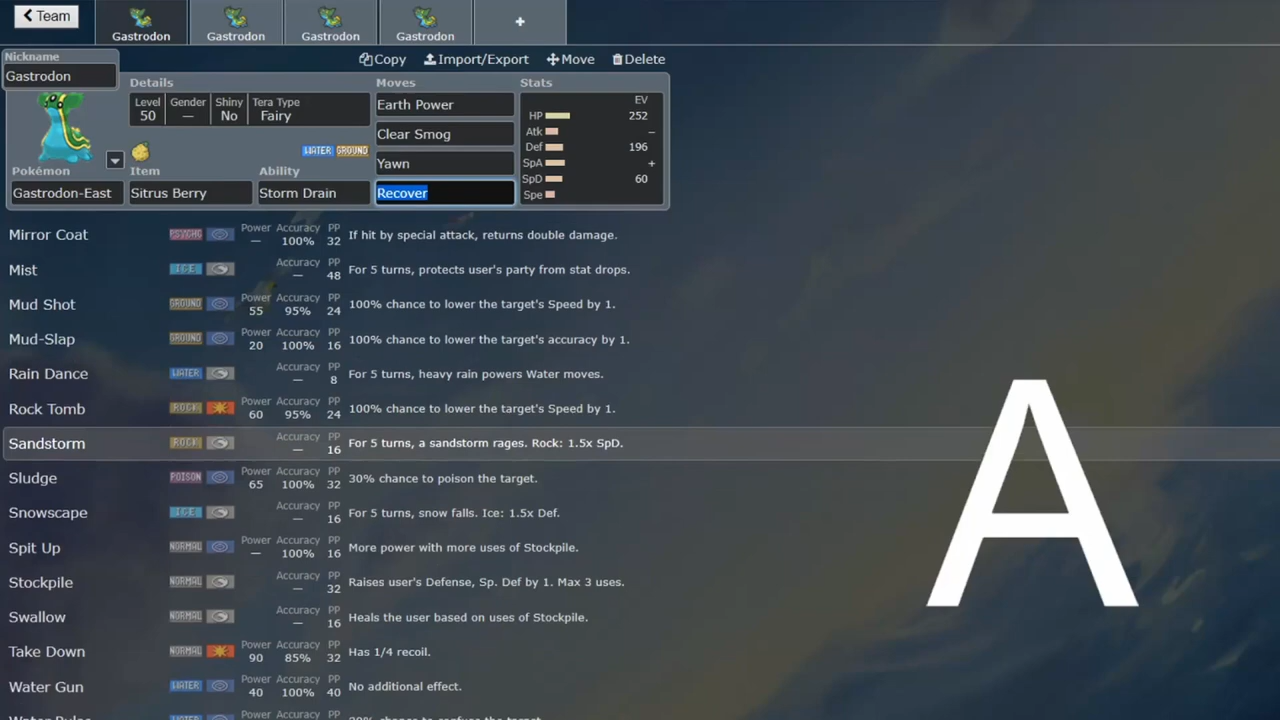 Team
Gastrodon Gastrodon Gastrodon Gastrodon +
Nickname
Gastrodon
Copy Import/Export Move Delete
Details Moves Stats
Level Gender Shiny Tera Type
50 — No Fairy
Earth Power
Clear Smog
Yawn
Recover
EV
HP 252
Atk –
Def 196
SpA +
SpD 60
Spe
WATER GROUND
Pokémon Item Ability
Gastrodon-East Sitrus Berry Storm Drain
Mirror Coat PSYCHC Power — Accuracy 100% PP 32 If hit by special attack, returns double damage.
Mist ICE Accuracy — PP 48 For 5 turns, protects user's party from stat drops.
Mud Shot GROUND Power 55 Accuracy 95% PP 24 100% chance to lower the target's Speed by 1.
Mud-Slap GROUND Power 20 Accuracy 100% PP 16 100% chance to lower the target's accuracy by 1.
Rain Dance WATER Accuracy — PP 8 For 5 turns, heavy rain powers Water moves.
Rock Tomb ROCK Power 60 Accuracy 95% PP 24 100% chance to lower the target's Speed by 1.
Sandstorm ROCK Accuracy — PP 16 For 5 turns, a sandstorm rages. Rock: 1.5x SpD.
Sludge POISON Power 65 Accuracy 100% PP 32 30% chance to poison the target.
Snowscape ICE Accuracy — PP 16 For 5 turns, snow falls. Ice: 1.5x Def.
Spit Up NORMAL Power — Accuracy 100% PP 16 More power with more uses of Stockpile.
Stockpile NORMAL Accuracy — PP 32 Raises user's Defense, Sp. Def by 1. Max 3 uses.
Swallow NORMAL Accuracy — PP 16 Heals the user based on uses of Stockpile.
Take Down NORMAL Power 90 Accuracy 85% PP 32 Has 1/4 recoil.
Water Gun WATER Power 40 Accuracy 100% PP 40 No additional effect.
Power Accuracy PP
A